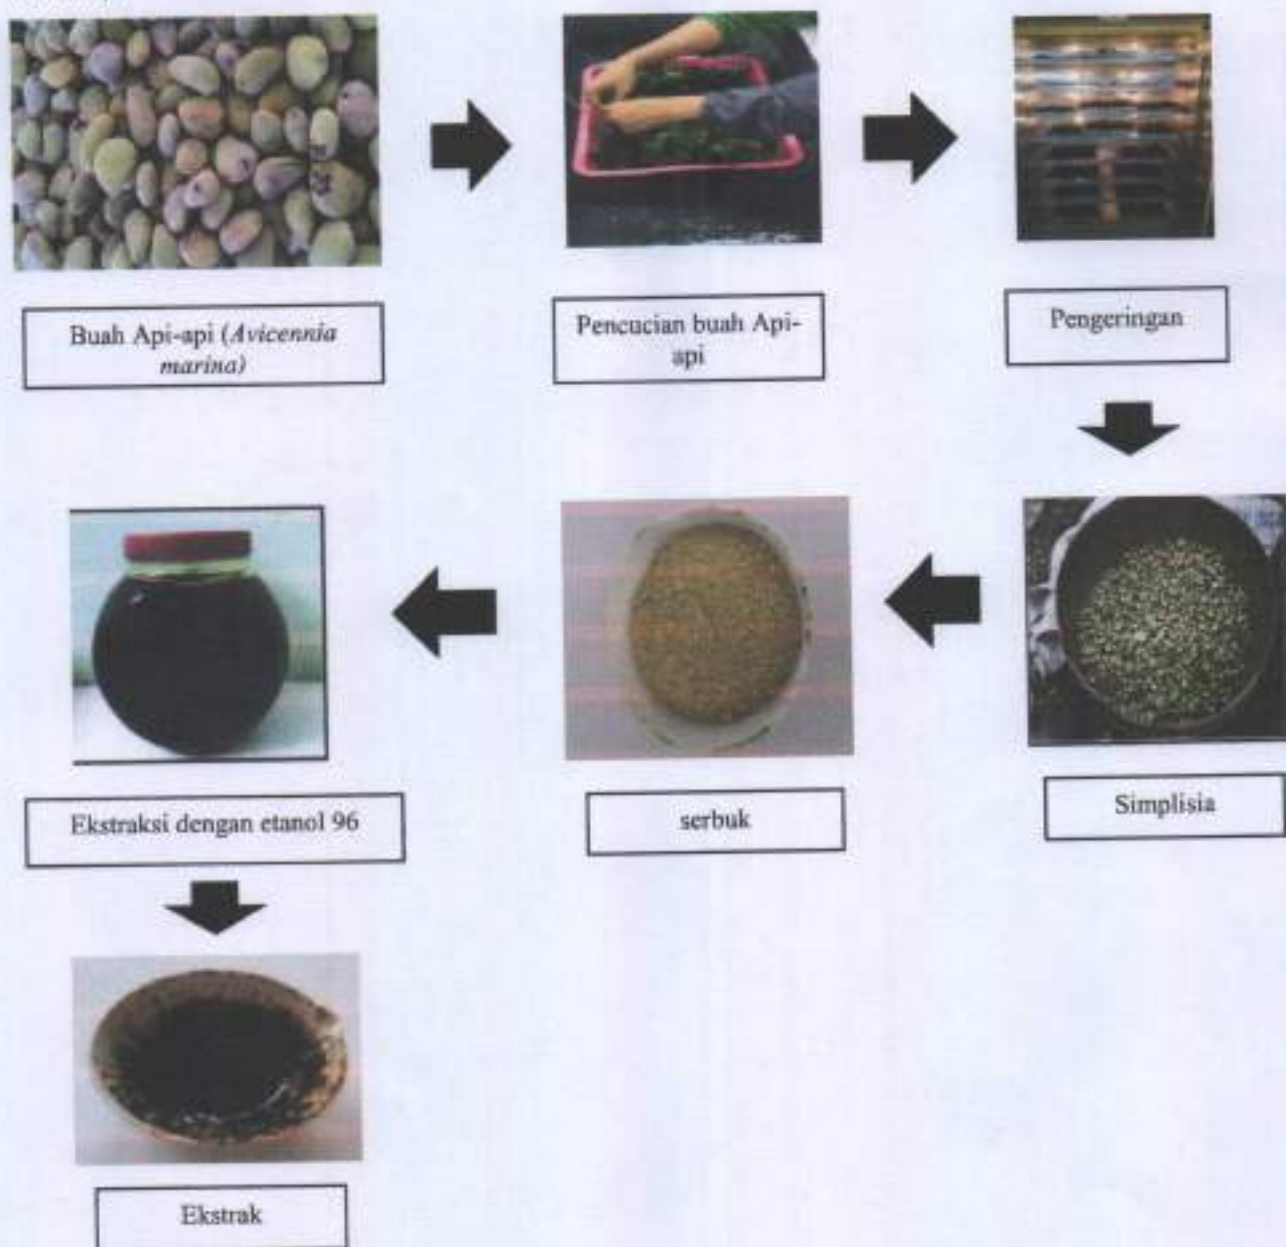 Buah Api-api (Avicennia
marina)
Pencucian buah Api-
api
Pengeringan
Simplisia
serbuk
Ekstraksi dengan etanol 96
Ekstrak